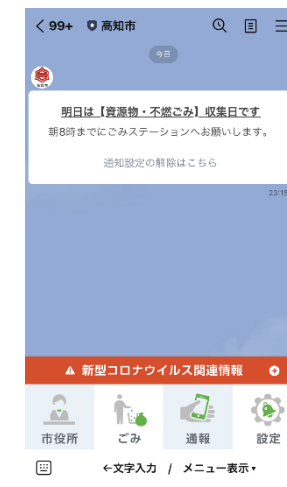 99+ 高知市
今日
明日は【資源物・不燃ごみ】収集日です
朝8時までにごみステーションへお願いします。
通知設定の解除はこちら
23:15
新型コロナウイルス関連情報
市役所 ごみ 通報 設定
←文字入力 / メニュー表示▾